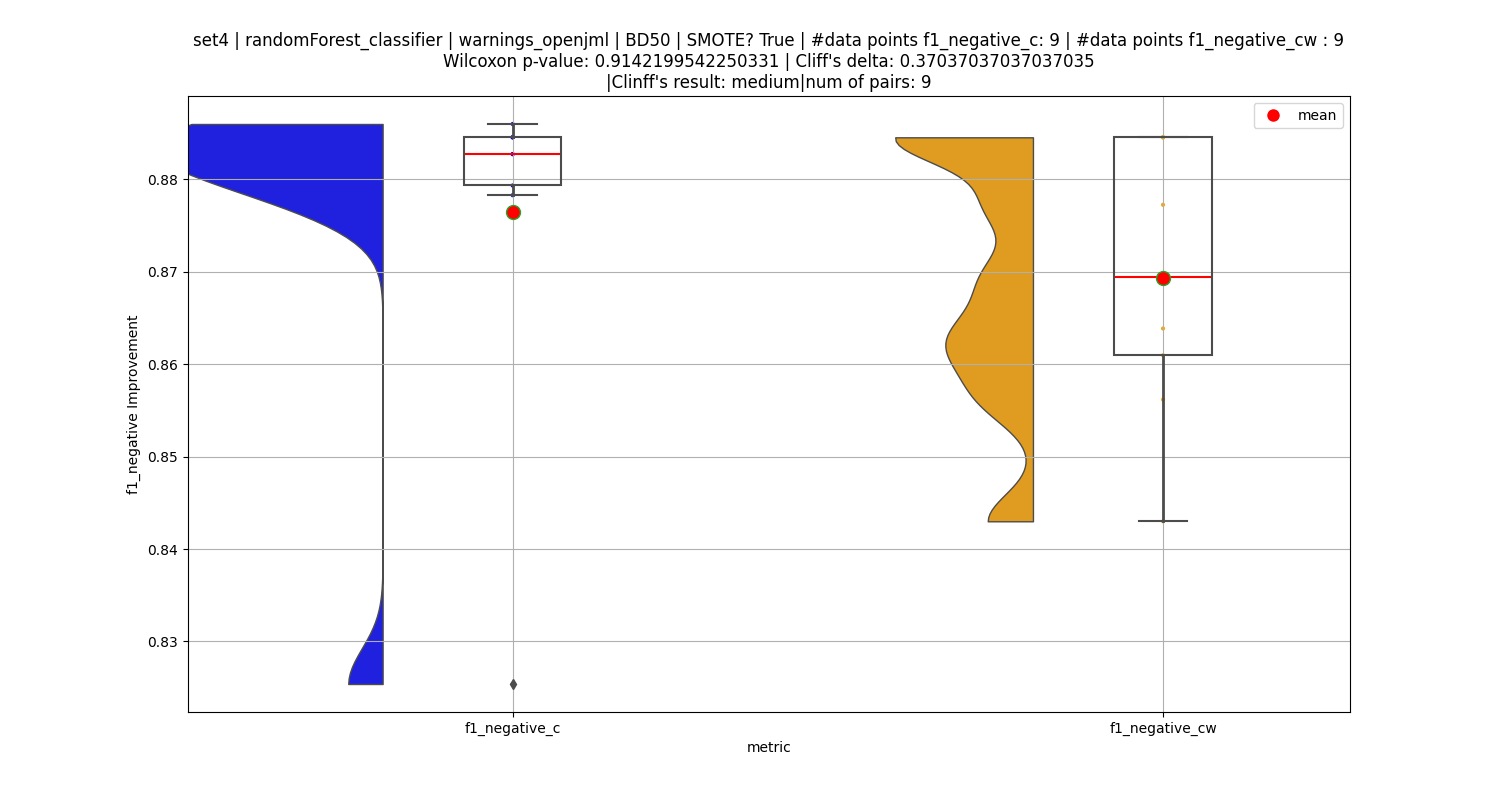 set4 | randomForest_classifier | warnings_openjml | BD50 | SMOTE? True | #data points f1_negative_c: 9 | #data points f1_negative_cw : 9
Wilcoxon p-value: 0.9142199542250331 | Cliff's delta: 0.37037037037037035
|Clinff's result: medium|num of pairs: 9
mean
f1_negative Improvement
0.88
0.87
0.86
0.85
0.84
0.83
f1_negative_c
f1_negative_cw
metric